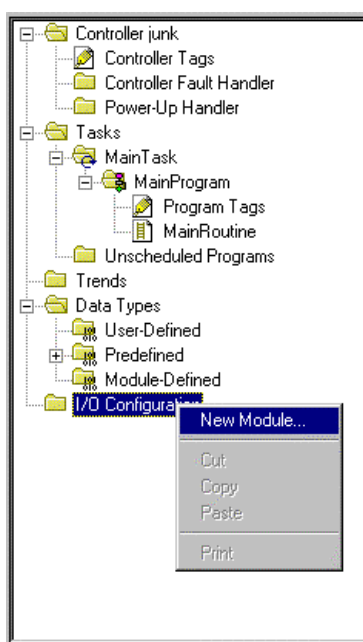 Controller junk
Controller Tags
Controller Fault Handler
Power-Up Handler
Tasks
MainTask
MainProgram
Program Tags
MainRoutine
Unscheduled Programs
Trends
Data Types
User-Defined
Predefined
Module-Defined
I/O Configuration
New Module...
Cut
Copy
Paste
Print